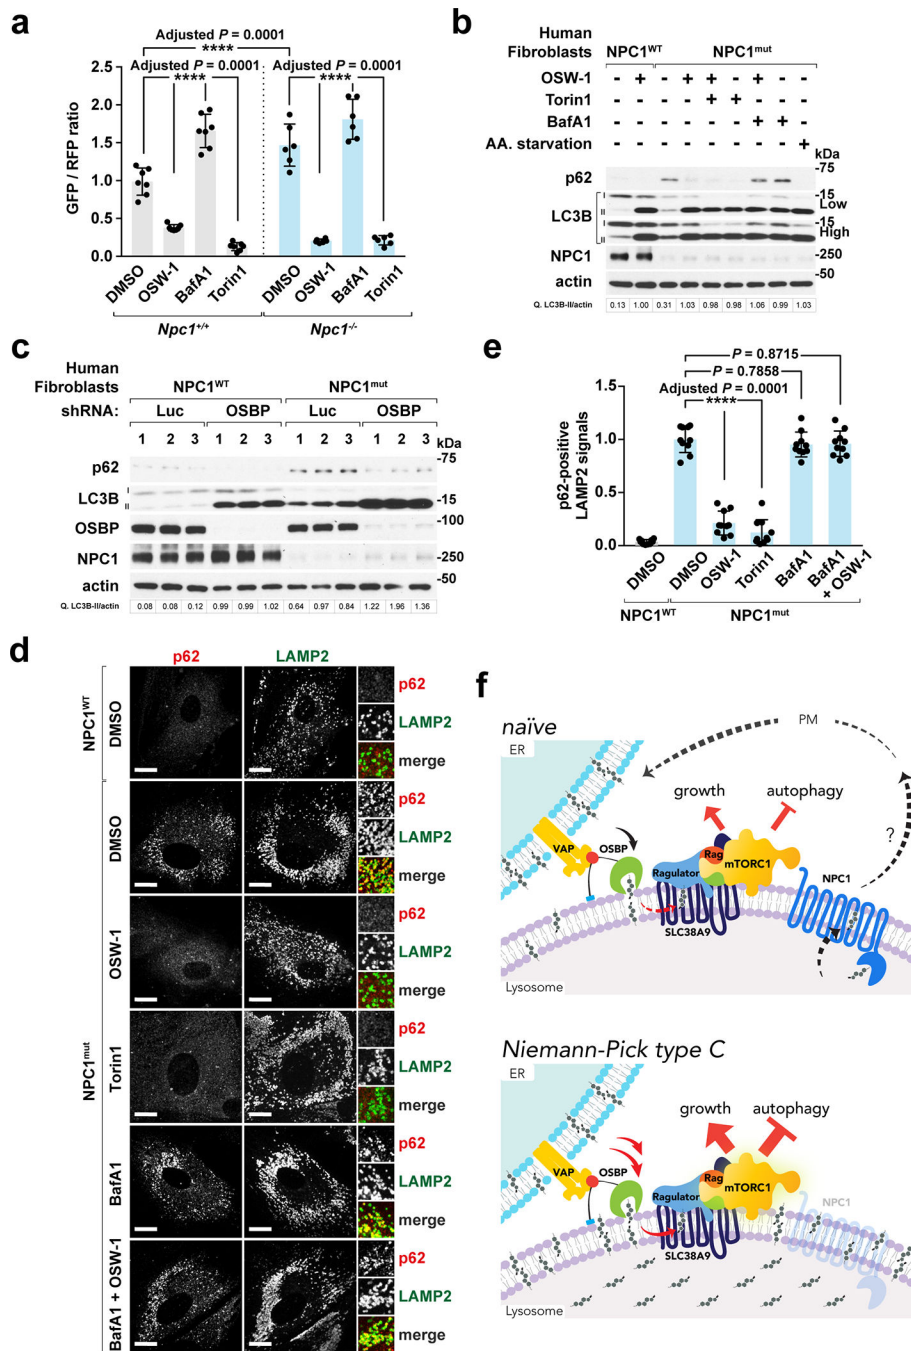 a
Adjusted P = 0.0001
****
Adjusted P = 0.0001
Adjusted P = 0.0001
****
****
2.5
2.0
1.5
1.0
0.5
0.0
GFP / RFP ratio
DMSO
OSW-1
BafA1
Torin1
DMSO
OSW-1
BafA1
Torin1
Npc1+/+
Npc1-/-
b
Human
Fibroblasts
NPC1WT
NPC1mut
OSW-1 - + - + + - + - -
Torin1 - - - - + + - - -
BafA1 - - - - - - + + -
AA. starvation - - - - - - - - +
kDa
p62
-75
LC3B
I
II
I
II
-15
Low
-15
High
NPC1
-250
actin
-50
Q. LC3B-II/actin 0.13 1.00 0.31 1.03 0.98 0.98 1.06 0.99 1.03
c
Human
Fibroblasts
NPC1WT
NPC1mut
shRNA:
Luc
OSBP
Luc
OSBP
1 2 3 1 2 3 1 2 3 1 2 3
kDa
p62
-75
LC3B
I
II
-15
OSBP
-100
NPC1
-250
actin
-50
Q. LC3B-II/actin 0.08 0.08 0.12 0.99 0.99 1.02 0.64 0.97 0.84 1.22 1.96 1.36
e
P = 0.8715
P = 0.7858
Adjusted P = 0.0001
****
1.5
1.0
0.5
0.0
p62-positive
LAMP2 signals
DMSO
DMSO
OSW-1
Torin1
BafA1
BafA1
+ OSW-1
NPC1WT
NPC1mut
d
p62
LAMP2
NPC1WT
DMSO
p62
LAMP2
merge
NPC1mut
DMSO
p62
LAMP2
merge
OSW-1
p62
LAMP2
merge
Torin1
p62
LAMP2
merge
BafA1
p62
LAMP2
merge
BafA1 + OSW-1
p62
LAMP2
merge
f
naïve
ER
PM
growth
autophagy
?
VAP
OSBP
Ragulator
Rag
mTORC1
NPC1
SLC38A9
Lysosome
Niemann-Pick type C
ER
growth
autophagy
VAP
OSBP
Ragulator
Rag
mTORC1
NPC1
SLC38A9
Lysosome